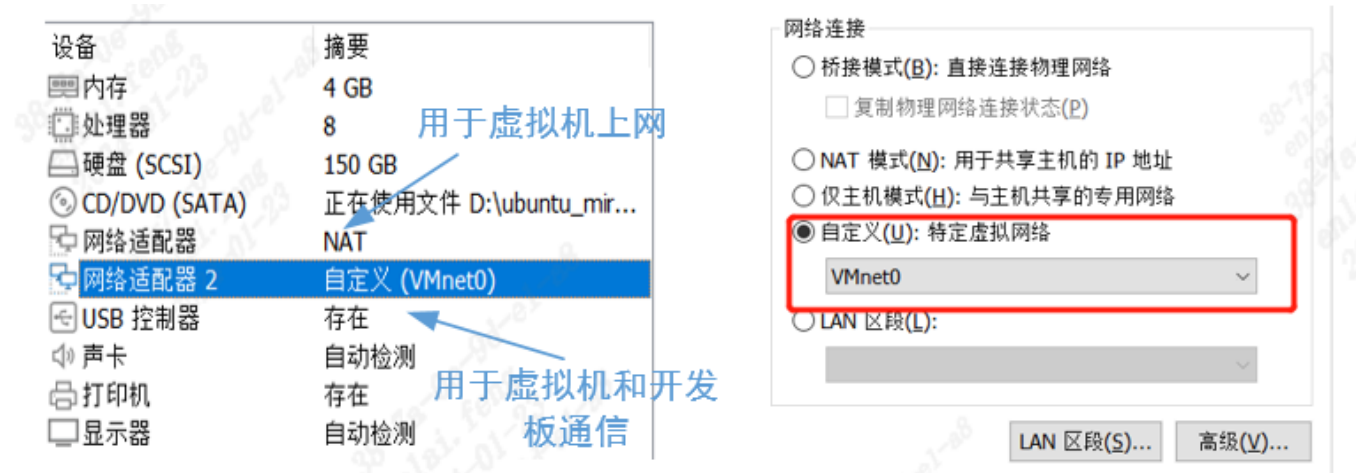 设备 摘要
内存 4 GB
处理器 8
用于虚拟机上网
硬盘 (SCSI) 150 GB
CD/DVD (SATA) 正在使用文件 D:\ubuntu_mir...
网络适配器 NAT
网络适配器 2 自定义 (VMnet0)
USB 控制器 存在
声卡 自动检测
用于虚拟机和开发
板通信
打印机 存在
显示器 自动检测
网络连接
桥接模式(B): 直接连接物理网络
复制物理网络连接状态(P)
NAT 模式(N): 用于共享主机的 IP 地址
仅主机模式(H): 与主机共享的专用网络
自定义(U): 特定虚拟网络
VMnet0
LAN 区段(L):
LAN 区段(S)... 高级(V)...